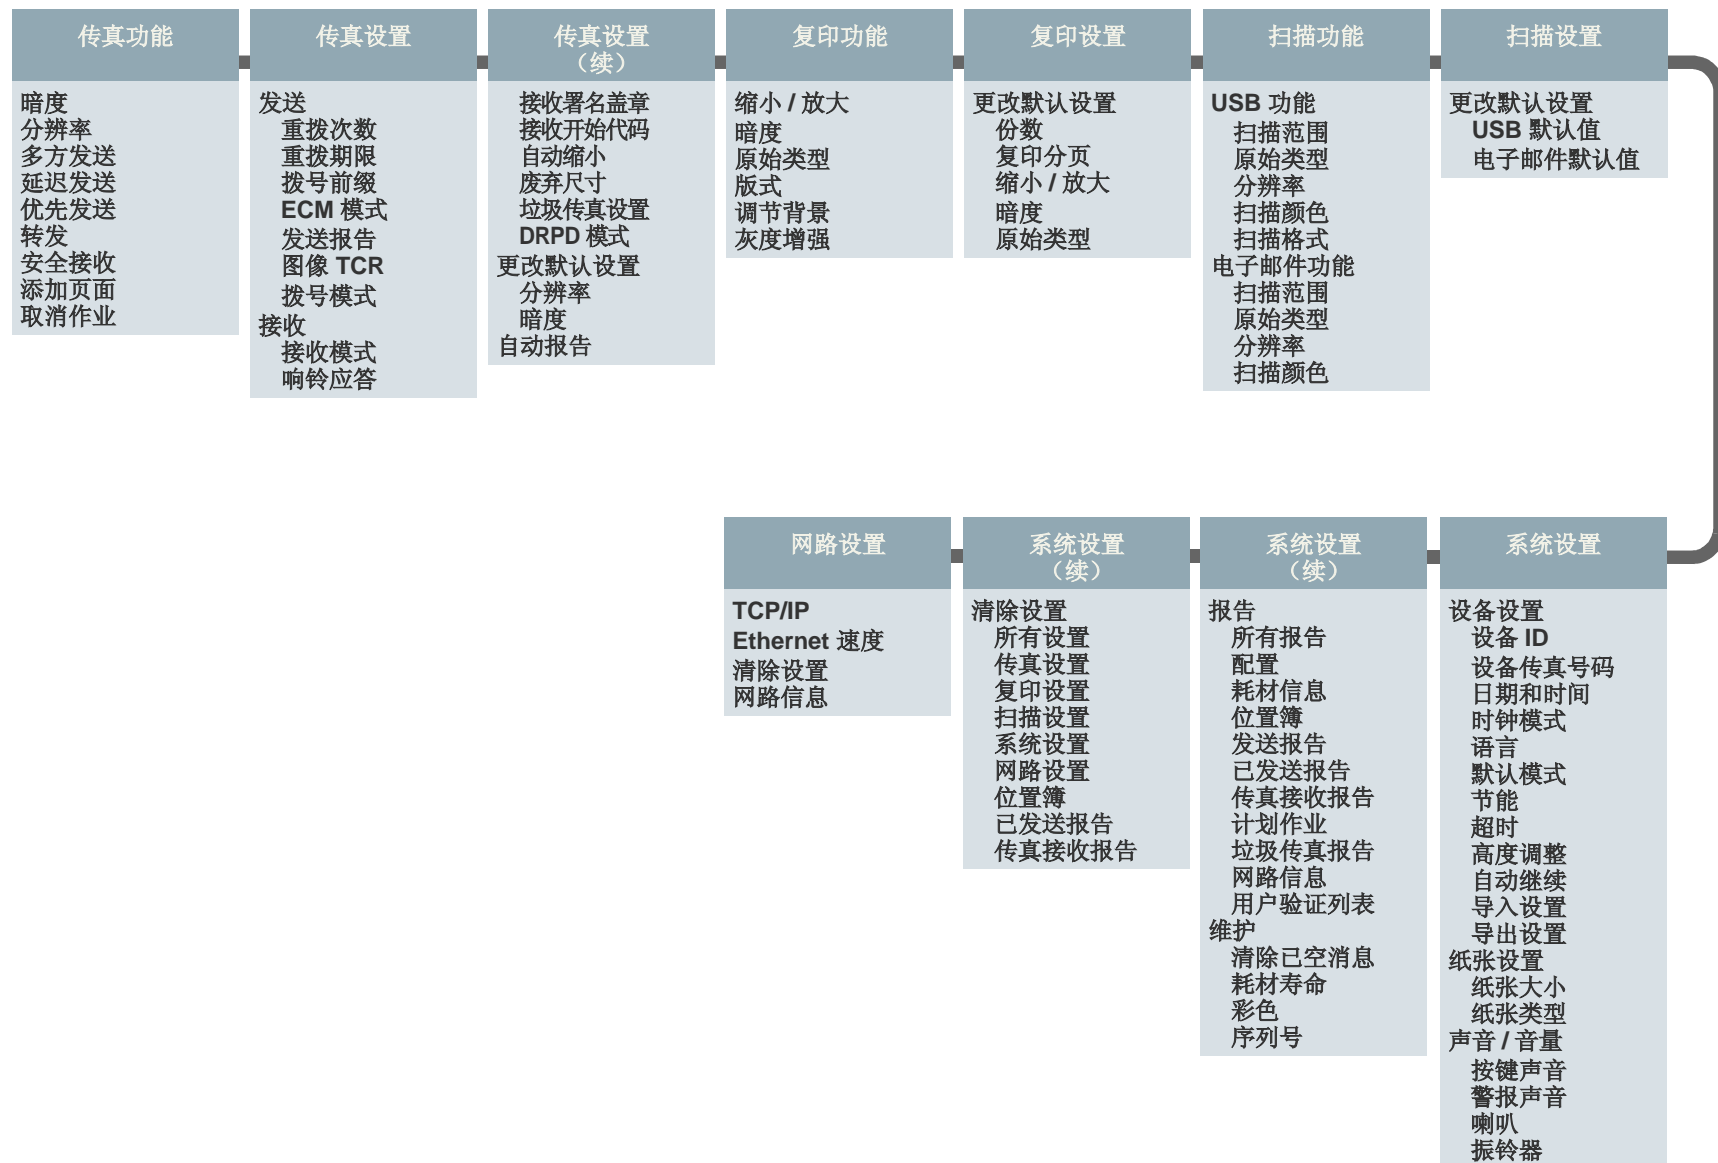 传真功能
暗度
分辨率
多方发送
延迟发送
优先发送
转发
安全接收
添加页面
取消作业
传真设置
发送
重拨次数
重拨期限
拨号前缀
ECM 模式
发送报告
图像 TCR
拨号模式
接收
接收模式
响铃应答
传真设置
（续）
接收署名盖章
接收开始代码
自动缩小
废弃尺寸
垃圾传真设置
DRPD 模式
更改默认设置
分辨率
暗度
自动报告
复印功能
缩小 / 放大
暗度
原始类型
版式
调节背景
灰度增强
复印设置
更改默认设置
份数
复印分页
缩小 / 放大
暗度
原始类型
扫描功能
USB 功能
扫描范围
原始类型
分辨率
扫描颜色
扫描格式
电子邮件功能
扫描范围
原始类型
分辨率
扫描颜色
扫描设置
更改默认设置
USB 默认值
电子邮件默认值
网路设置
TCP/IP
Ethernet 速度
清除设置
网路信息
系统设置
（续）
清除设置
所有设置
传真设置
复印设置
扫描设置
系统设置
网路设置
位置簿
已发送报告
传真接收报告
系统设置
（续）
报告
所有报告
配置
耗材信息
位置簿
发送报告
已发送报告
传真接收报告
计划作业
垃圾传真报告
网路信息
用户验证列表
维护
清除已空消息
耗材寿命
彩色
序列号
系统设置
设备设置
设备 ID
设备传真号码
日期和时间
时钟模式
语言
默认模式
节能
超时
高度调整
自动继续
导入设置
导出设置
纸张设置
纸张大小
纸张类型
声音 / 音量
按键声音
警报声音
喇叭
振铃器